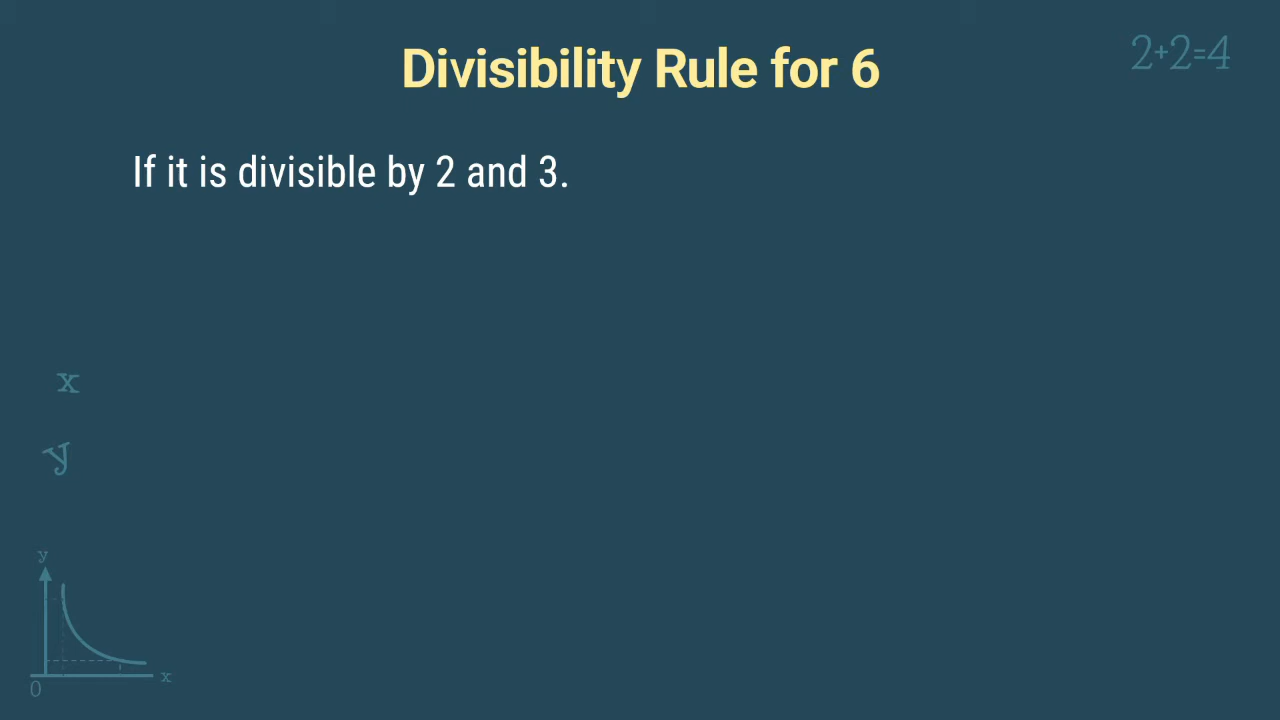 Divisibility Rule for 6
2+2=4
If it is divisible by 2 and 3.
x
y
y
x
0